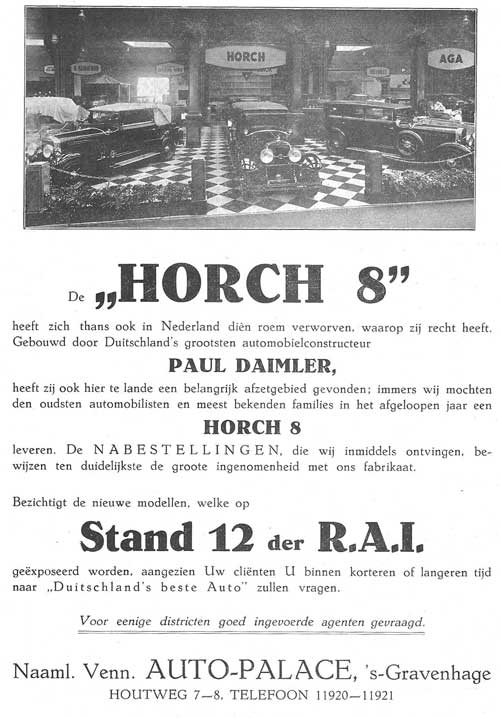 HORCH
AGA
De „HORCH 8”
heeft zich thans ook in Nederland dièn roem verworven, waarop zij recht heeft.
Gebouwd door Duitschland's grootsten automobielconstructeur
PAUL DAIMLER,
heeft zij ook hier te lande een belangrijk afzetgebied gevonden; immers wij mochten
den oudsten automobilisten en meest bekenden families in het afgeloopen jaar een
HORCH 8
leveren. De NABESTELLINGEN, die wij inmiddels ontvingen, be-
wijzen ten duidelijkste de groote ingenomenheid met ons fabrikaat.
Bezichtigt de nieuwe modellen, welke op
Stand 12 der R.A.I.
geëxposeerd worden, aangezien Uw cliënten U binnen korteren of langeren tijd
naar „Duitschland's beste Auto” zullen vragen.
Voor eenige districten goed ingevoerde agenten gevraagd.
Naaml. Venn. AUTO-PALACE, 's-Gravenhage
HOUTWEG 7—8, TELEFOON 11920—11921